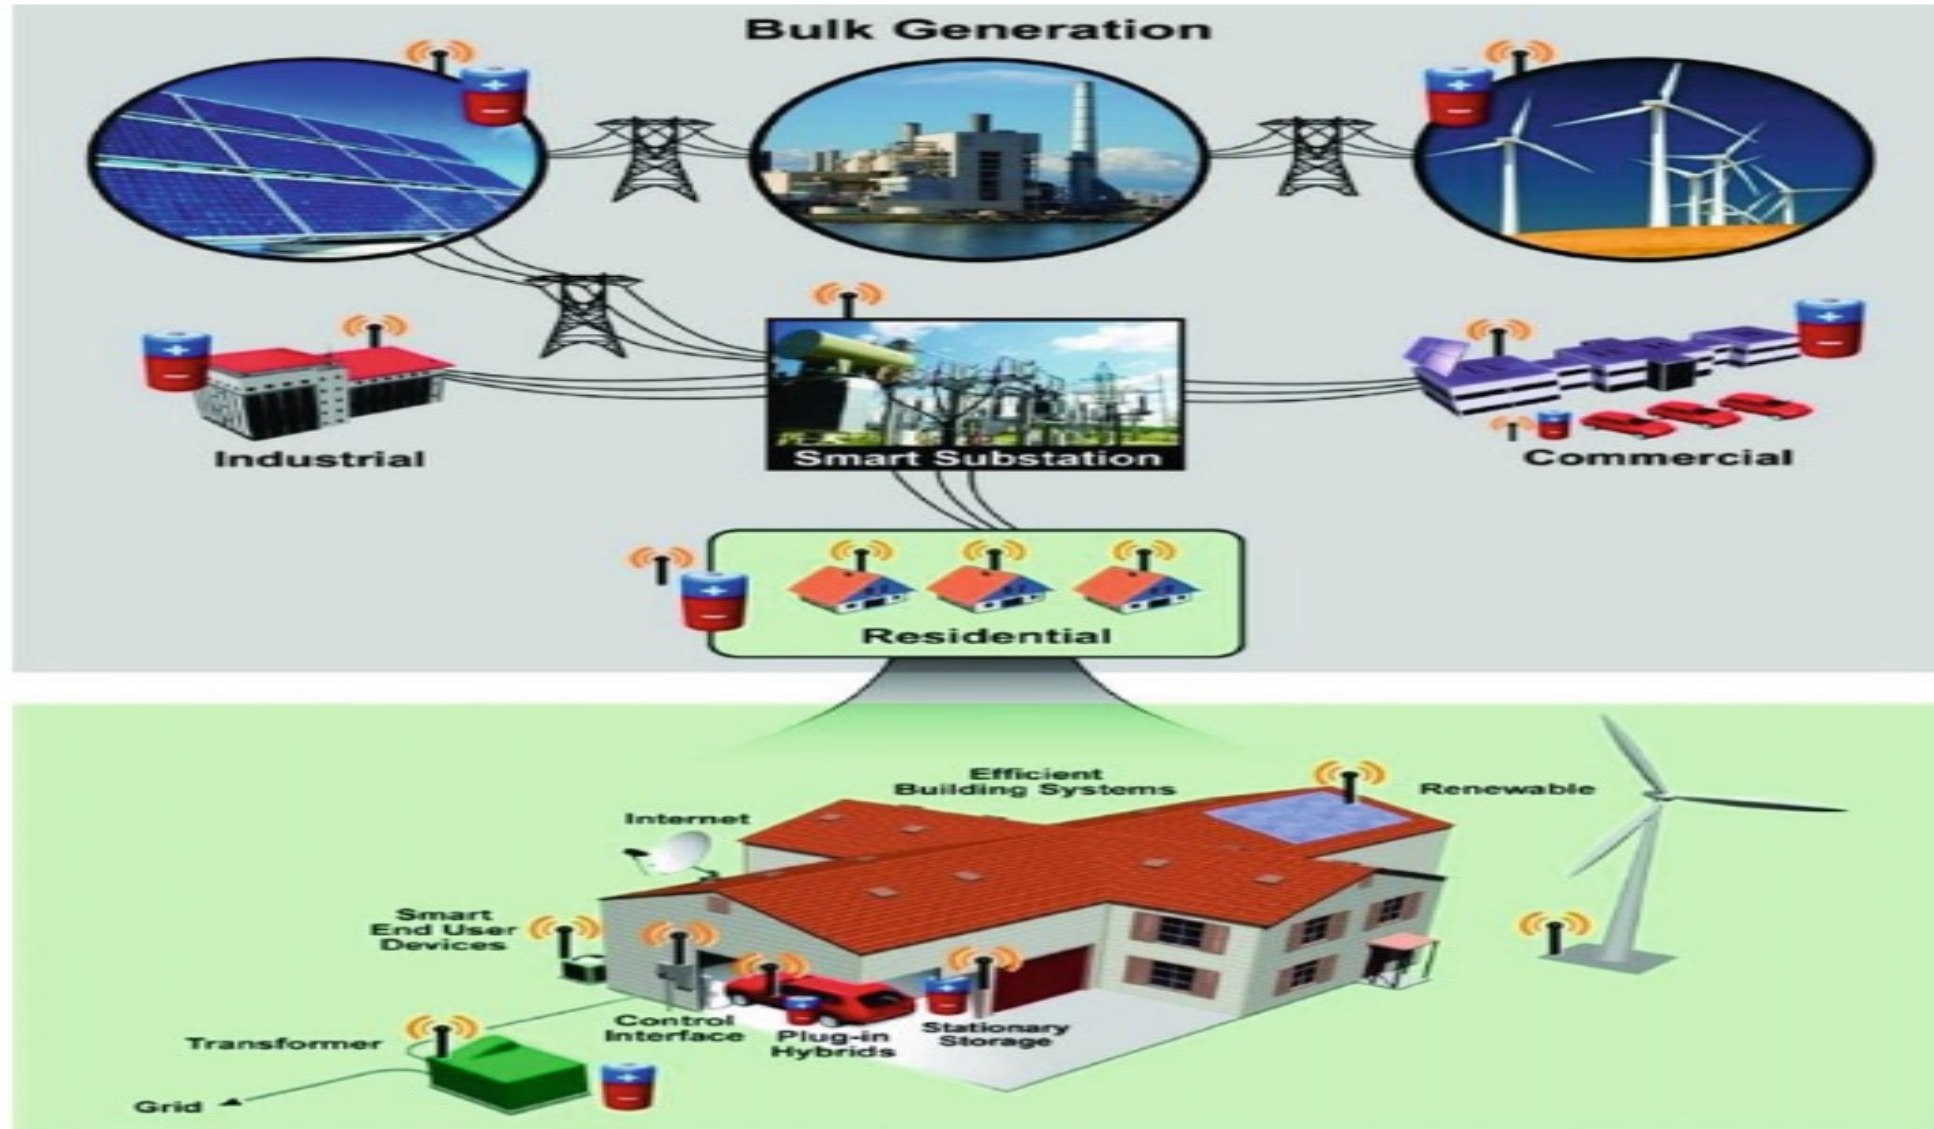 Bulk Generation
Industrial
Smart Substation
Commercial
Residential
Efficient
Building Systems
Renewable
Internet
Smart
End User
Devices
Control
Interface
Plug-in
Hybrids
Stationary
Storage
Transformer
Grid